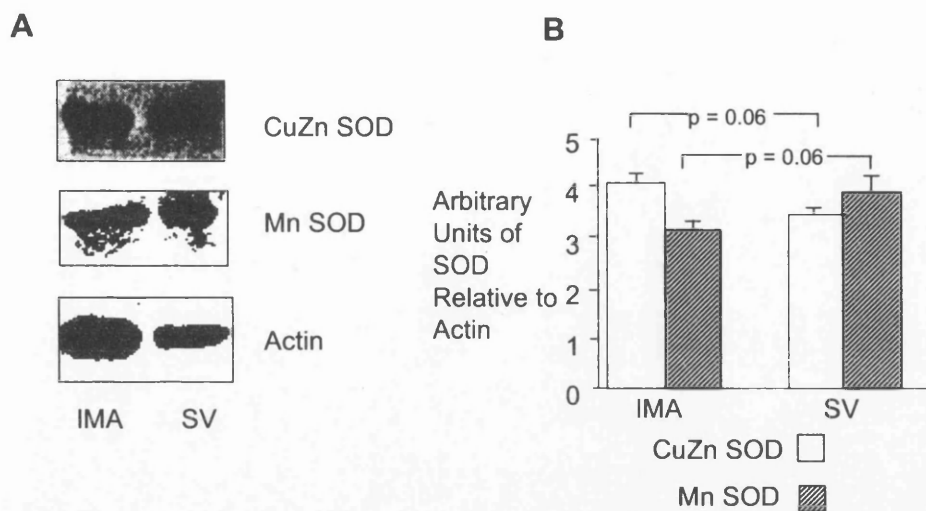 A
CuZn SOD
Mn SOD
Actin
IMA SV
B
p = 0.06
p = 0.06
5
4
3
2
1
0
Arbitrary
Units of
SOD
Relative to
Actin
IMA SV
CuZn SOD
Mn SOD